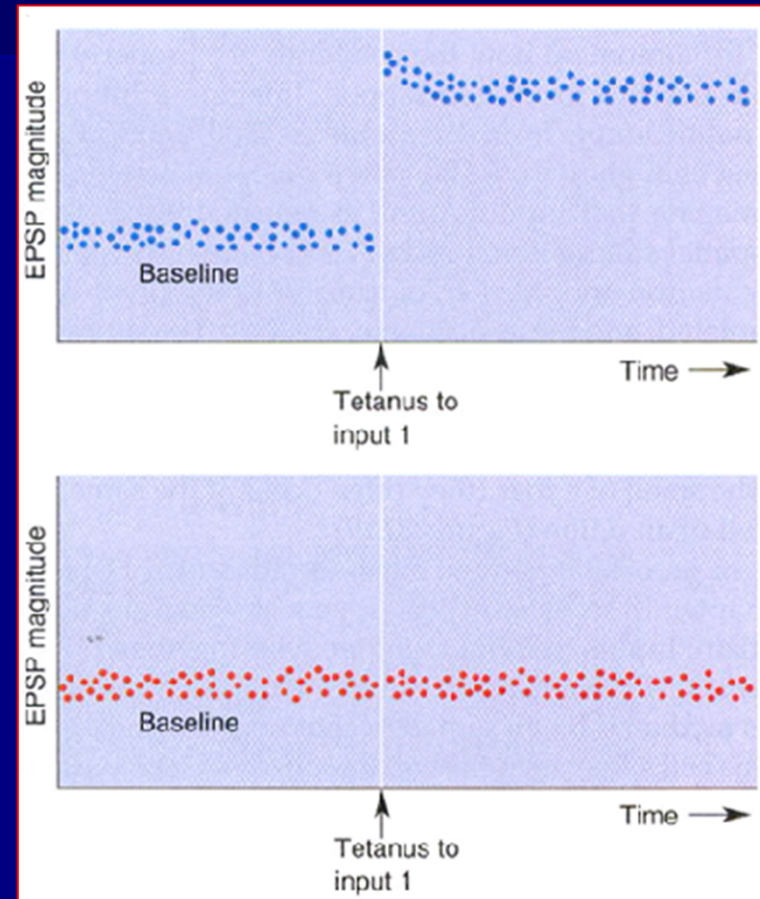 EPSP magnitude
Baseline
Time
Tetanus to
input 1
EPSP magnitude
Baseline
Time
Tetanus to
input 1